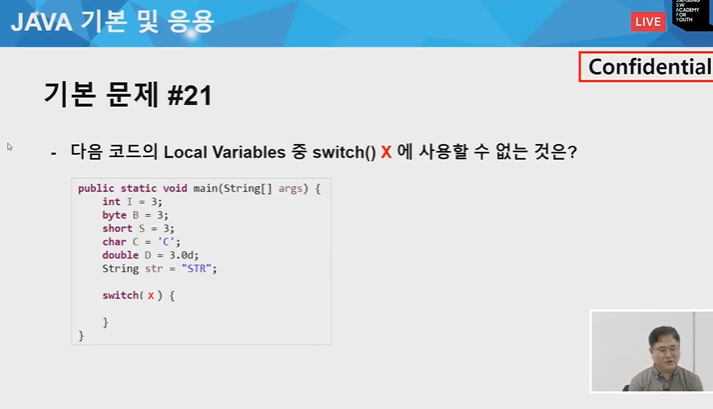 JAVA 기본 및 응용
LIVE
SW
ACADEMY
FOR
YOUTH
Confidential
기본 문제 #21
- 다음 코드의 Local Variables 중 switch() X 에 사용할 수 없는 것은?
public static void main(String[] args) {
int I = 3;
byte B = 3;
short S = 3;
char C = 'C';
double D = 3.0d;
String str = "STR";
switch( X ) {
}
}